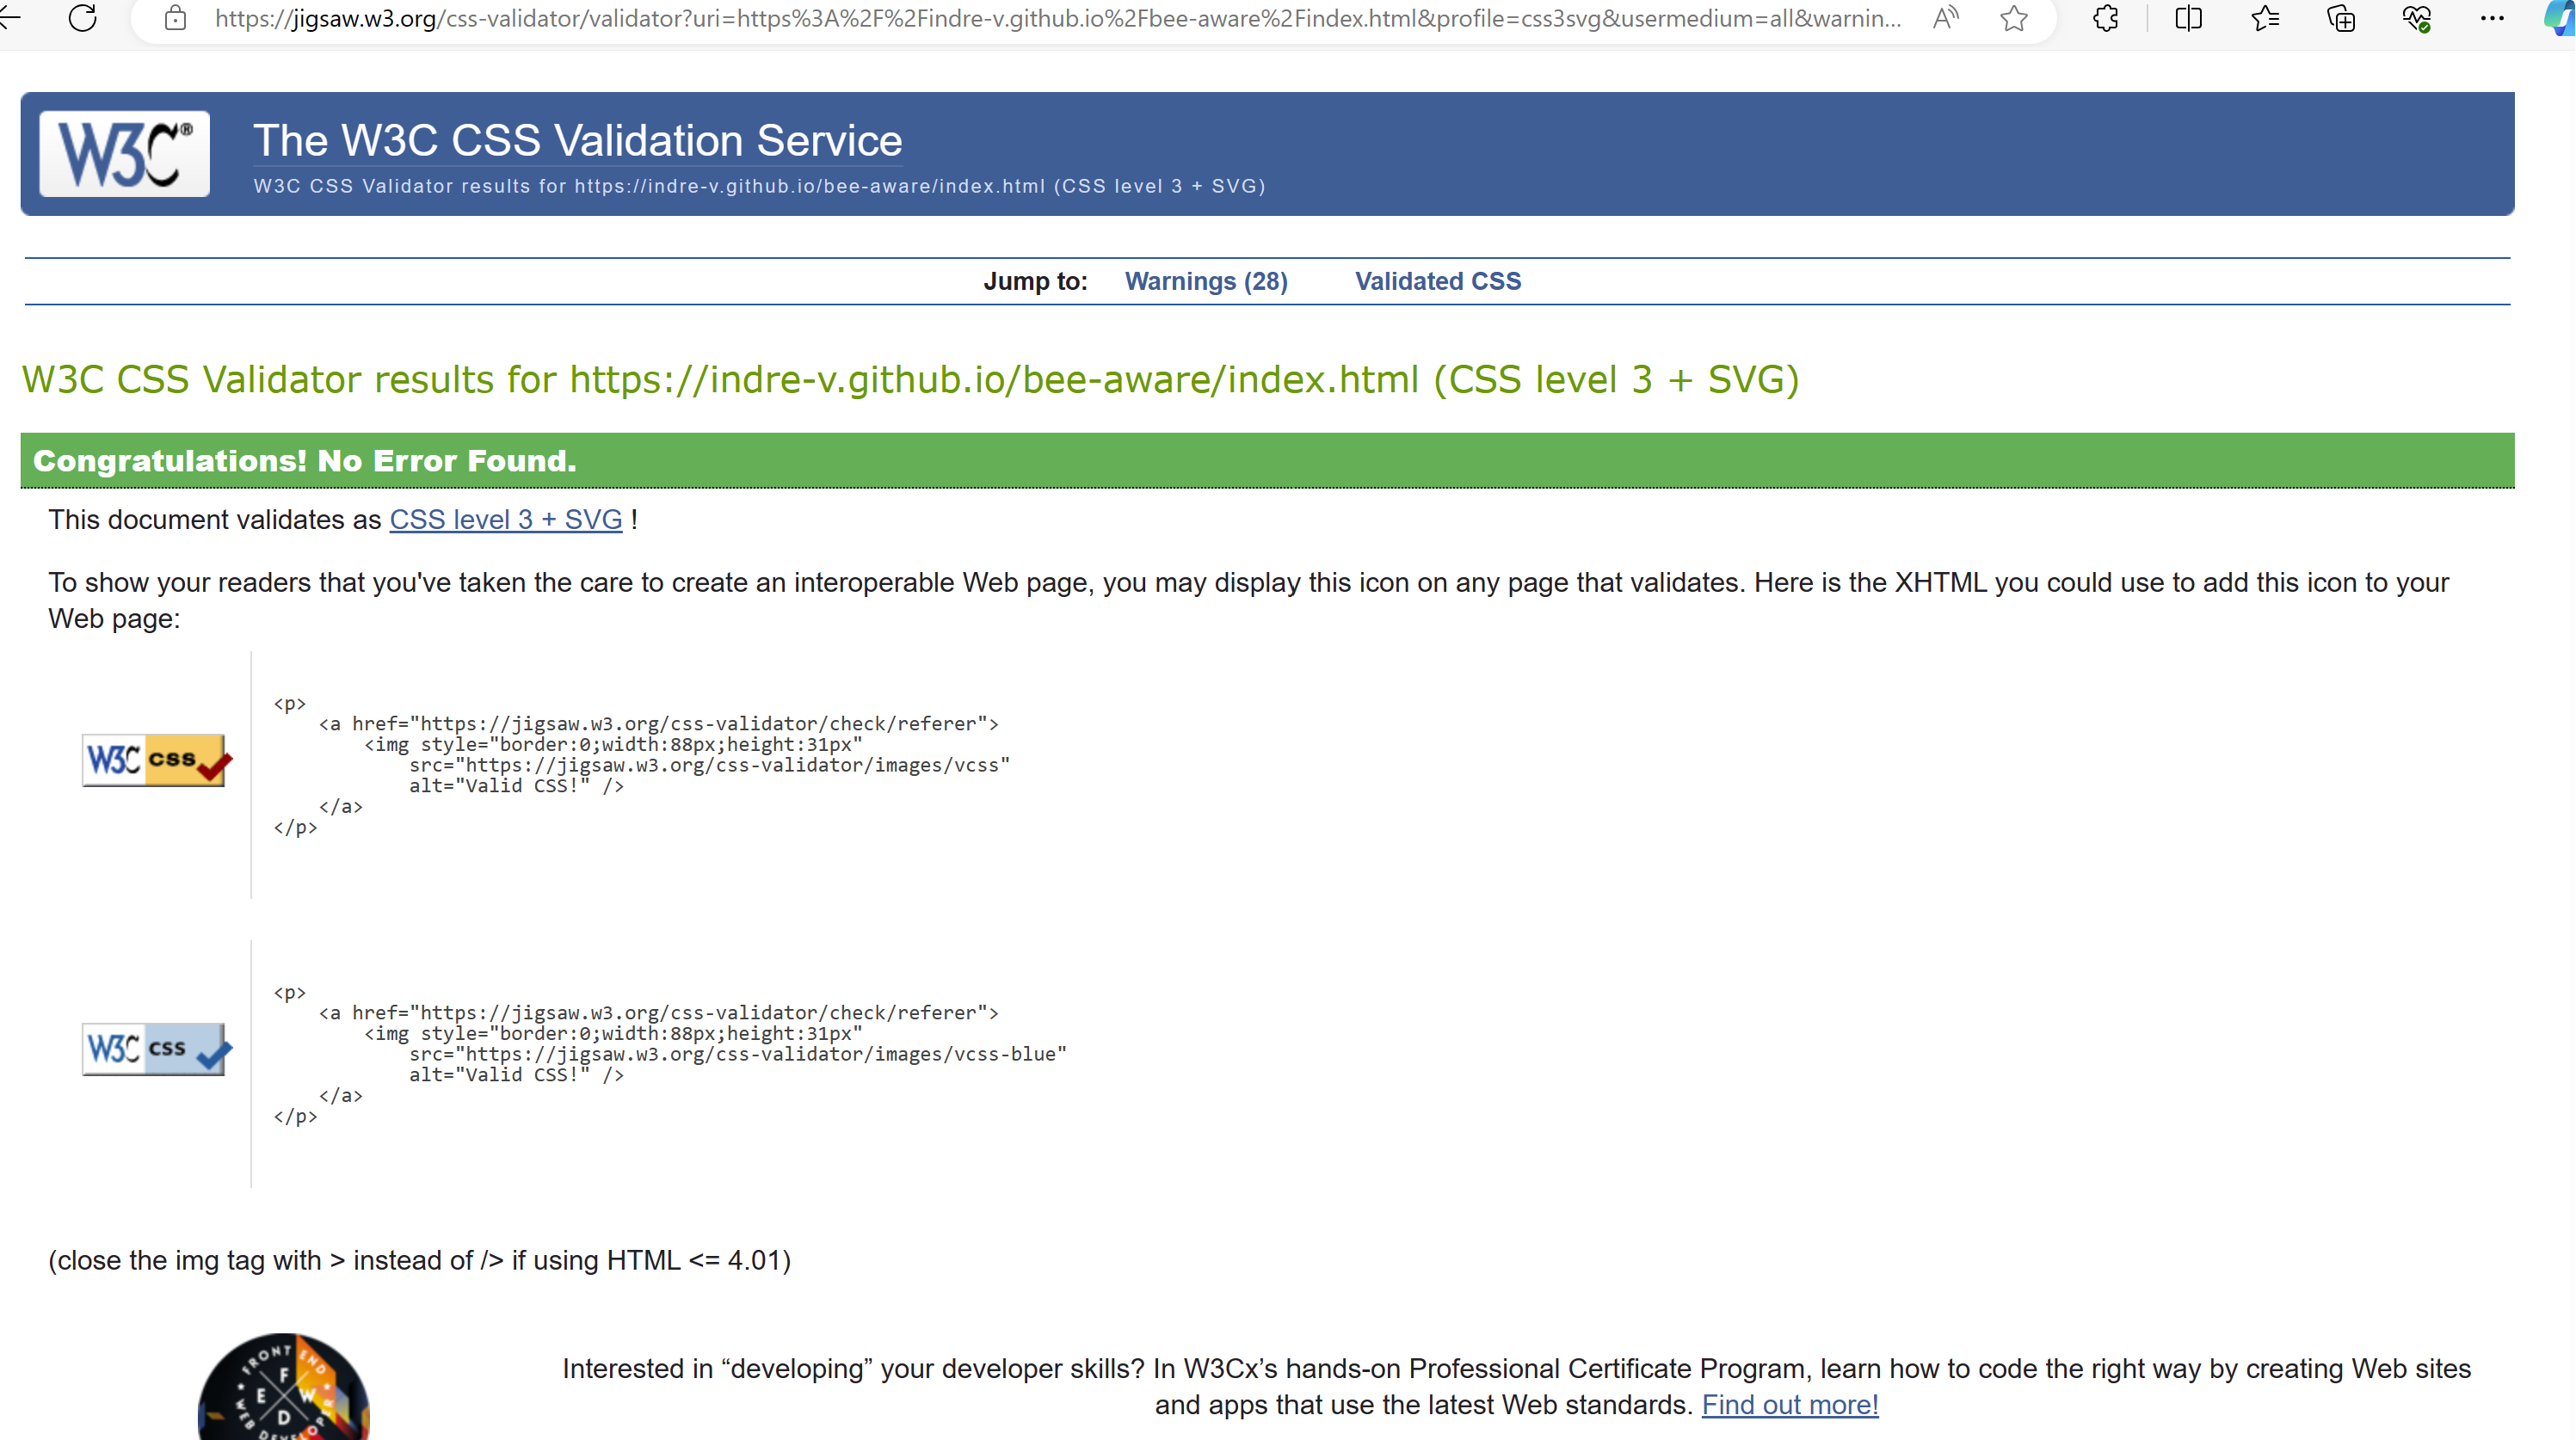 https://jigsaw.w3.org/css-validator/validator?uri=https%3A%2F%2Findre-v.github.io%2Fbee-aware%2Findex.html&profile=css3svg&usermedium=all&warnin...
W3C®
The W3C CSS Validation Service
W3C CSS Validator results for https://indre-v.github.io/bee-aware/index.html (CSS level 3 + SVG)
Jump to: Warnings (28) Validated CSS
W3C CSS Validator results for https://indre-v.github.io/bee-aware/index.html (CSS level 3 + SVG)
Congratulations! No Error Found.
This document validates as CSS level 3 + SVG !
To show your readers that you've taken the care to create an interoperable Web page, you may display this icon on any page that validates. Here is the XHTML you could use to add this icon to your
Web page:
W3C css
<p>
<a href="https://jigsaw.w3.org/css-validator/check/referer">
<img style="border:0;width:88px;height:31px"
src="https://jigsaw.w3.org/css-validator/images/vcss"
alt="Valid CSS!" />
</a>
</p>
W3C css
<p>
<a href="https://jigsaw.w3.org/css-validator/check/referer">
<img style="border:0;width:88px;height:31px"
src="https://jigsaw.w3.org/css-validator/images/vcss-blue"
alt="Valid CSS!" />
</a>
</p>
(close the img tag with > instead of /> if using HTML <= 4.01)
FRONT END
F
E W
D
WEB DEVELOPER
Interested in “developing” your developer skills? In W3Cx’s hands-on Professional Certificate Program, learn how to code the right way by creating Web sites
and apps that use the latest Web standards. Find out more!